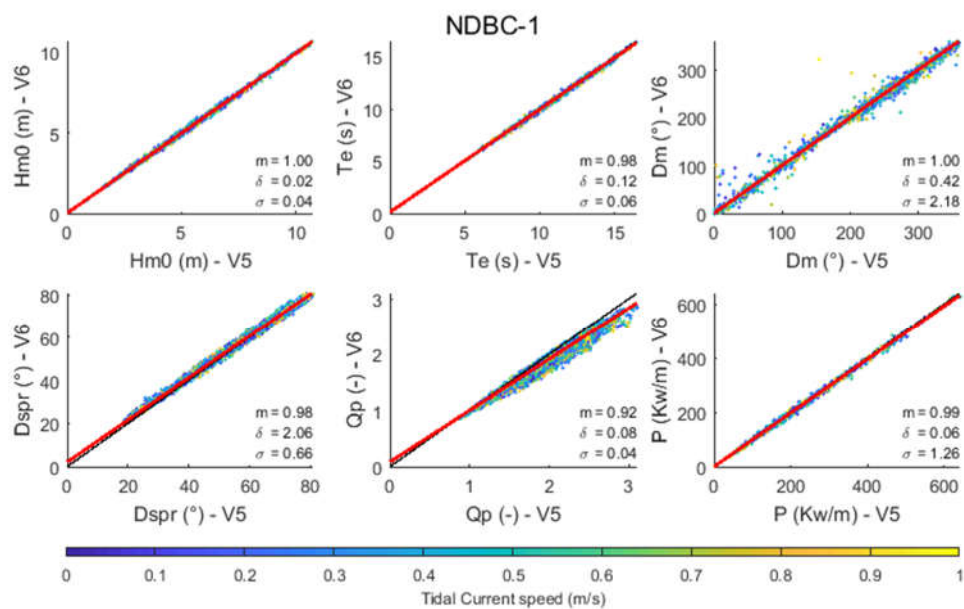 NDBC-1
Hm0 (m) - V6
10
5
0
m = 1.00
δ = 0.02
σ = 0.04
0 5 10
Hm0 (m) - V5
Te (s) - V6
15
10
5
0
m = 0.98
δ = 0.12
σ = 0.06
0 5 10 15
Te (s) - V5
Dm (°) - V6
300
200
100
0
m = 1.00
δ = 0.42
σ = 2.18
0 100 200 300
Dm (°) - V5
Dspr (°) - V6
80
60
40
20
0
m = 0.98
δ = 2.06
σ = 0.66
0 20 40 60 80
Dspr (°) - V5
Qp (-) - V6
3
2
1
0
m = 0.92
δ = 0.08
σ = 0.04
0 1 2 3
Qp (-) - V5
P (Kw/m) - V6
600
400
200
0
m = 0.99
δ = 0.06
σ = 1.26
0 200 400 600
P (Kw/m) - V5
0 0.1 0.2 0.3 0.4 0.5 0.6 0.7 0.8 0.9 1
Tidal Current speed (m/s)